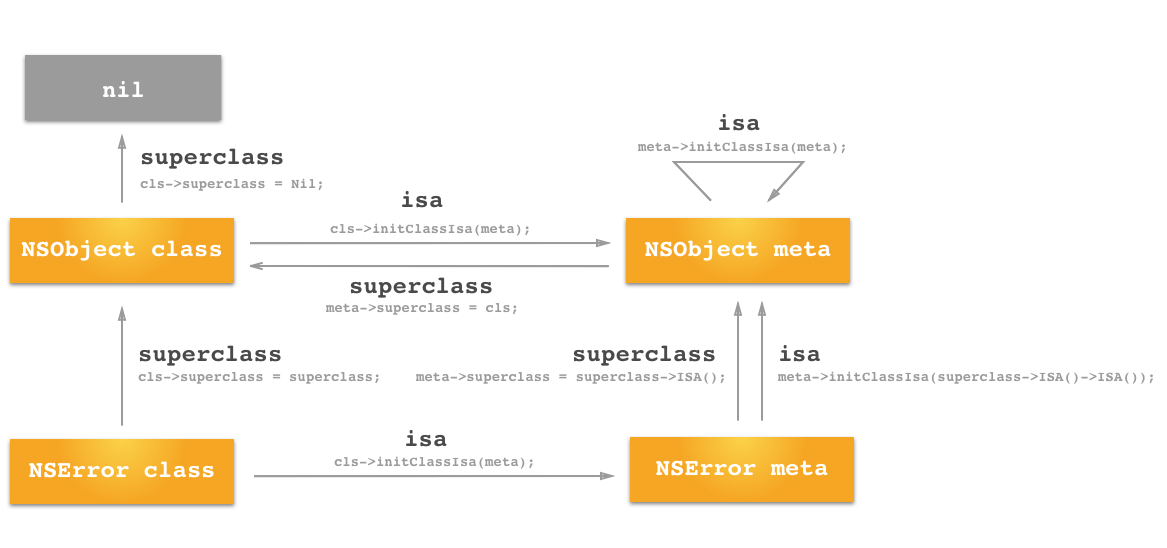 nil
superclass
cls->superclass = Nil;
isa
meta->initClassIsa(meta);
isa
cls->initClassIsa(meta);
NSObject class
NSObject meta
superclass
meta->superclass = cls;
superclass
cls->superclass = superclass;
superclass
meta->superclass = superclass->ISA();
isa
meta->initClassIsa(superclass->ISA()->ISA());
isa
cls->initClassIsa(meta);
NSError class
NSError meta